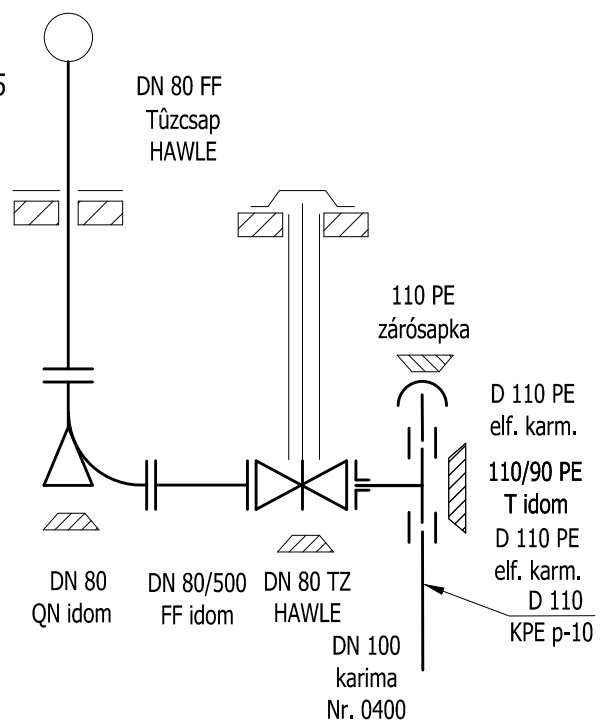 5
DN 80 FF
Tûzcsap
HAWLE
110 PE
zárósapka
D 110 PE
elf. karm.
110/90 PE
T idom
D 110 PE
elf. karm.
D 110
KPE p-10
DN 80
QN idom
DN 80/500
FF idom
DN 80 TZ
HAWLE
DN 100
karima
Nr. 0400